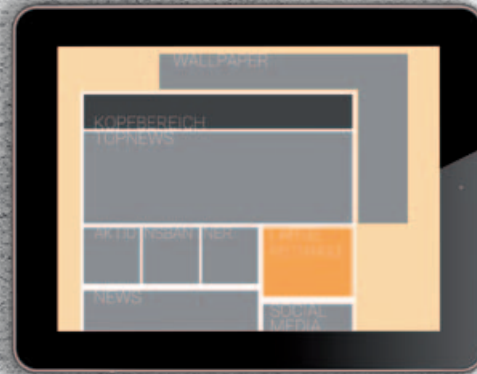 WALLPAPER
KOPFBEREICH
TOPNEWS
AKTIONSBANNER
NEWS
SOCIAL
MEDIA